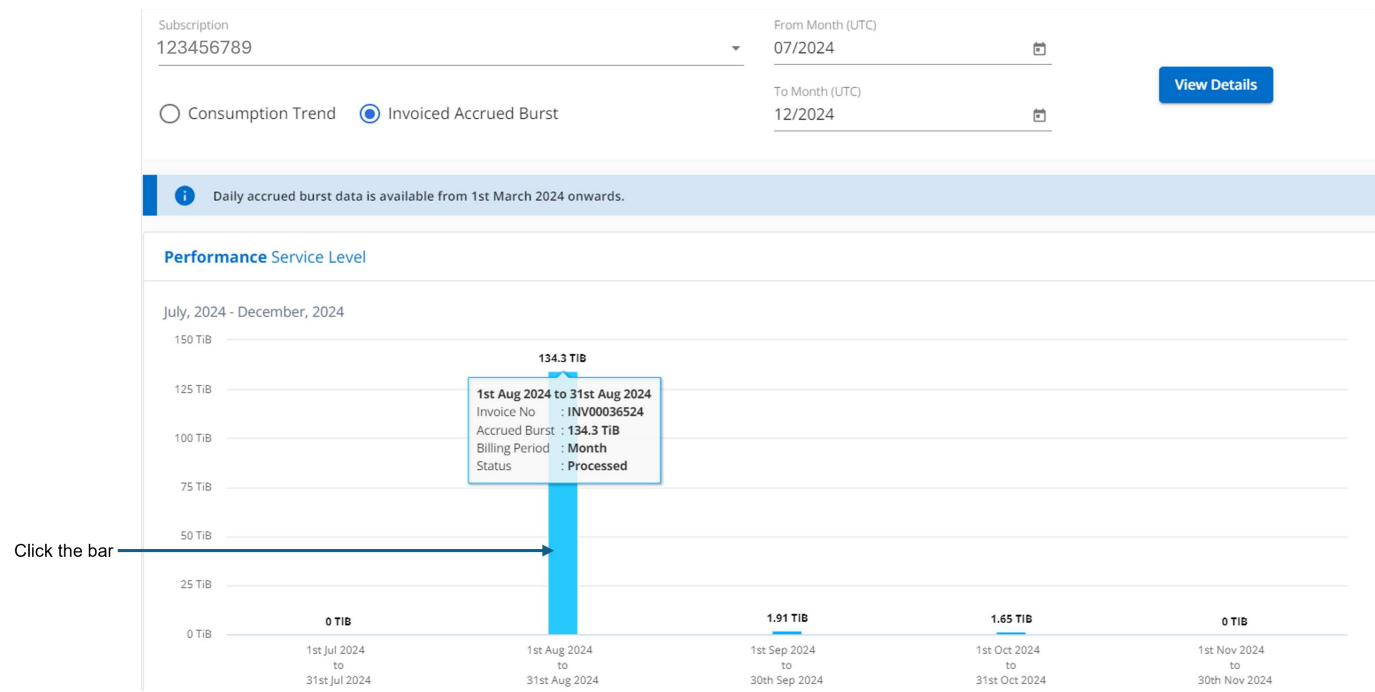 Subscription
123456789
From Month (UTC)
07/2024
To Month (UTC)
12/2024
View Details
Consumption Trend
Invoiced Accrued Burst
Daily accrued burst data is available from 1st March 2024 onwards.
Performance Service Level
July, 2024 - December, 2024
150 TiB
125 TiB
100 TiB
75 TiB
50 TiB
25 TiB
0 TiB
134.3 TiB
1st Aug 2024 to 31st Aug 2024
Invoice No : INV00036524
Accrued Burst : 134.3 TiB
Billing Period : Month
Status : Processed
Click the bar
0 TiB
1.91 TiB
1.65 TiB
0 TiB
1st Jul 2024
to
31st Jul 2024
1st Aug 2024
to
31st Aug 2024
1st Sep 2024
to
30th Sep 2024
1st Oct 2024
to
31st Oct 2024
1st Nov 2024
to
30th Nov 2024